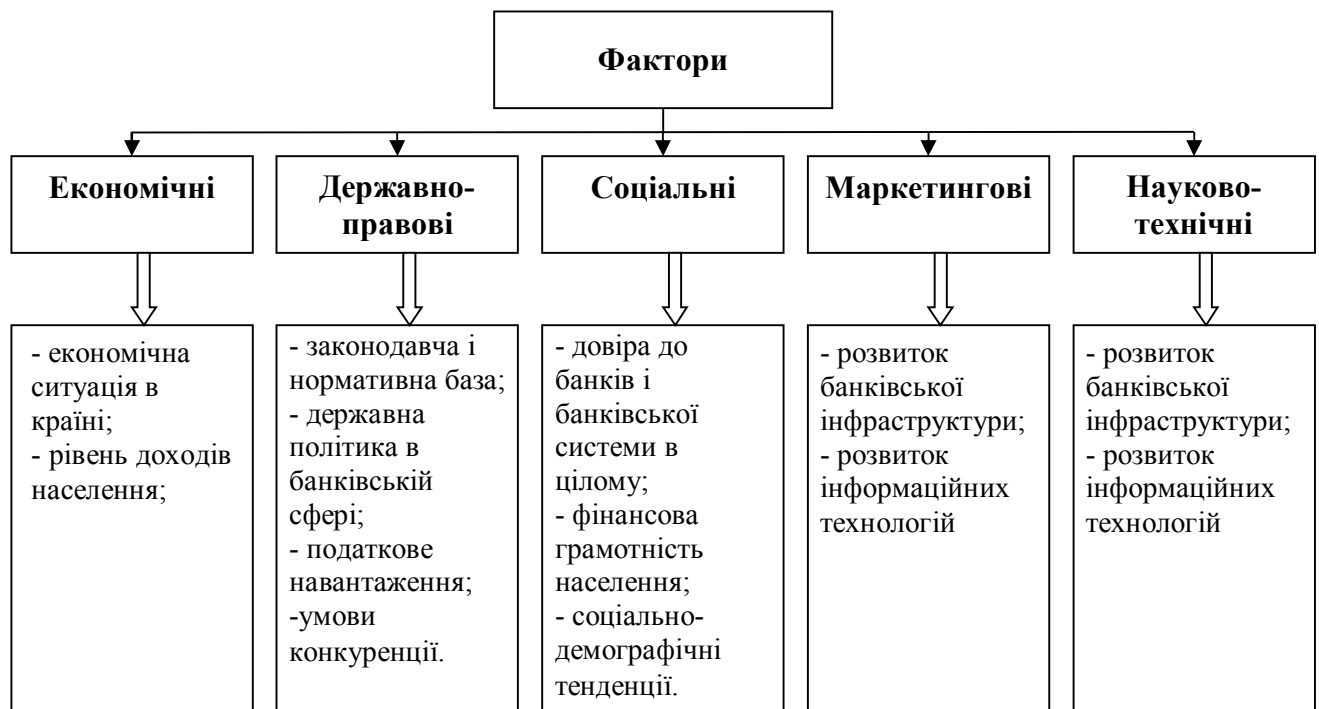 Фактори
Економічні
Державно-
правові
Соціальні
Маркетингові
Науково-
технічні
- економічна
ситуація в
країні;
- рівень доходів
населення;
- законодавча і
нормативна база;
- державна
політика в
банківській
сфері;
- податкове
навантаження;
-умови
конкуренції.
- довіра до
банків і
банківської
системи в
цілому;
- фінансова
грамотність
населення;
- соціально-
демографічні
тенденції.
- розвиток
банківської
інфраструктури;
- розвиток
інформаційних
технологій
- розвиток
банківської
інфраструктури;
- розвиток
інформаційних
технологій